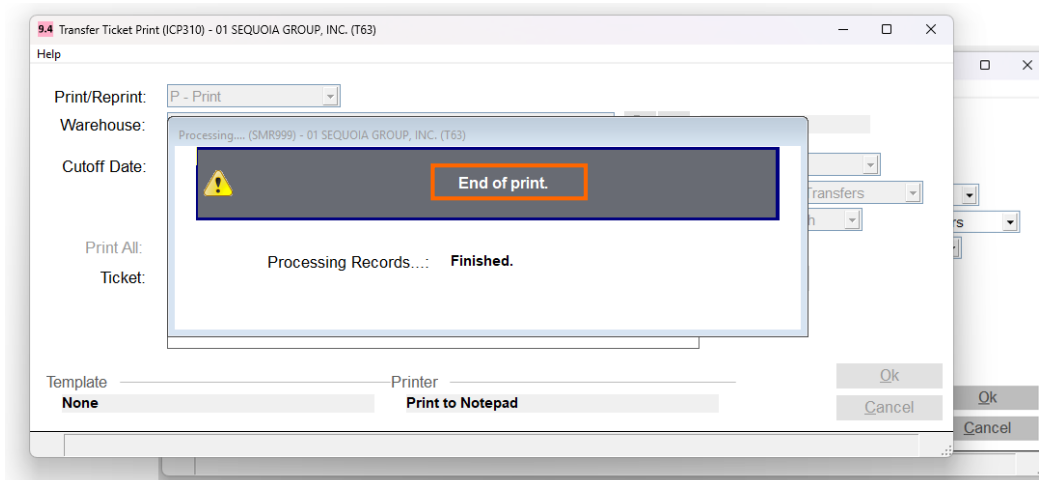 9.4 Transfer Ticket Print (ICP310) - 01 SEQUOIA GROUP, INC. (T63)
Help
Print/Reprint: P - Print
Warehouse:
Processing.... (SMR999) - 01 SEQUOIA GROUP, INC. (T63)
Cutoff Date:
End of print.
Transfers
Print All:
Processing Records...: Finished.
Ticket:
Template
Printer
Ok
None
Print to Notepad
Cancel
Ok
Cancel